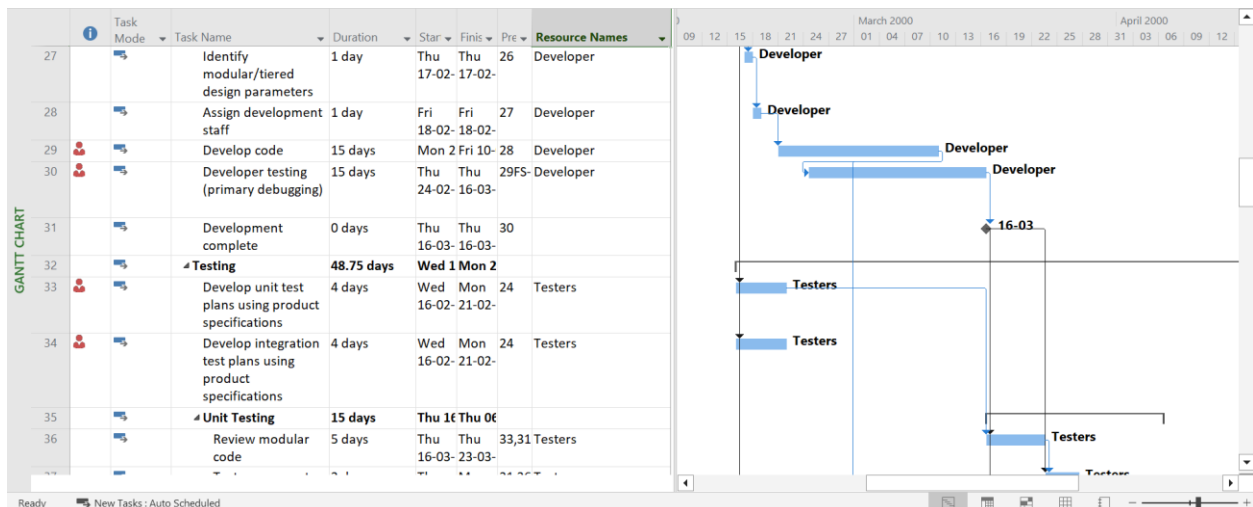 Task
Mode Task Name Duration Star Finis Pre Resource Names
March 2000 April 2000
09 12 15 18 21 24 27 01 04 07 10 13 16 19 22 25 28 31 03 06 09 12
GANTT CHART
27 Identify 1 day Thu Thu 26 Developer
modular/tiered 17-02- 17-02-
design parameters
Developer
28 Assign development 1 day Fri Fri 27 Developer
staff 18-02- 18-02-
Developer
29 Develop code 15 days Mon 2 Fri 10- 28 Developer
Developer
30 Developer testing 15 days Thu Thu 29FS- Developer
(primary debugging) 24-02- 16-03-
Developer
31 Development 0 days Thu Thu 30
complete 16-03- 16-03-
16-03
32 Testing 48.75 days Wed 1 Mon 2
33 Develop unit test 4 days Wed Mon 24 Testers
plans using product 16-02- 21-02-
specifications
Testers
34 Develop integration 4 days Wed Mon 24 Testers
test plans using 16-02- 21-02-
product
specifications
Testers
35 Unit Testing 15 days Thu 16 Thu 06
36 Review modular 5 days Thu Thu 33,31 Testers
code 16-03- 23-03-
Testers
Testers
Ready New Tasks : Auto Scheduled